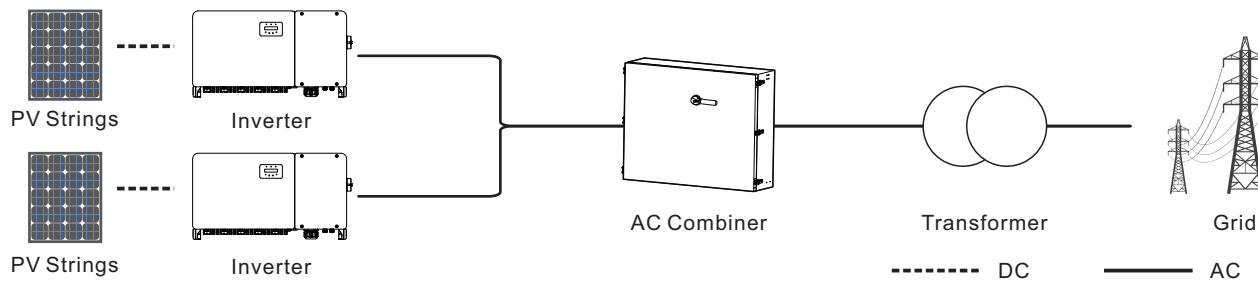 PV Strings
Inverter
PV Strings
Inverter
AC Combiner
Transformer
Grid
DC
AC